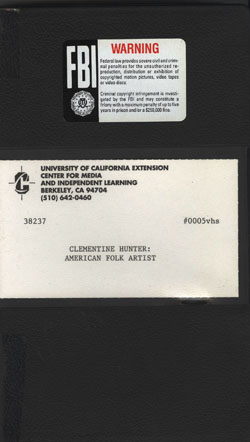 FBI
WARNING
Federal law provides severe civil and crimi-
nal penalties for the unauthorized re-
production, distribution or exhibition of
copyrighted motion pictures, video tapes
or video discs.
Criminal copyright infringement is investi-
gated by the FBI and may constitute a
felony with a maximum penalty of up to five
years in prison and/or a $250,000 fine.
UNIVERSITY OF CALIFORNIA EXTENSION
CENTER FOR MEDIA
AND INDEPENDENT LEARNING
BERKELEY, CA 94704
(510) 642-0460
38237 #0005vhs
CLEMENTINE HUNTER:
AMERICAN FOLK ARTIST